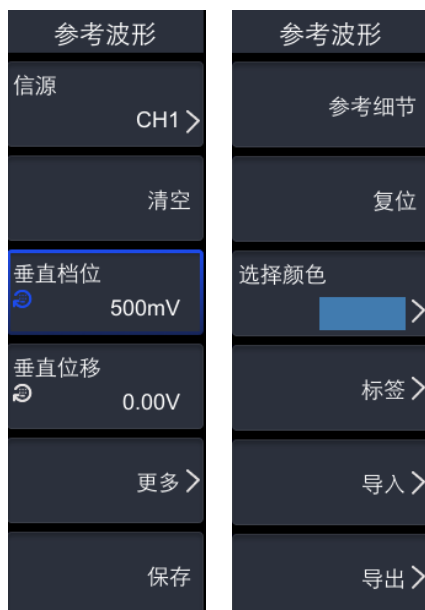 参考波形
信源
CH1
清空
垂直档位
500mV
垂直位移
0.00V
更多
保存
参考波形
参考细节
复位
选择颜色
标签
导入
导出